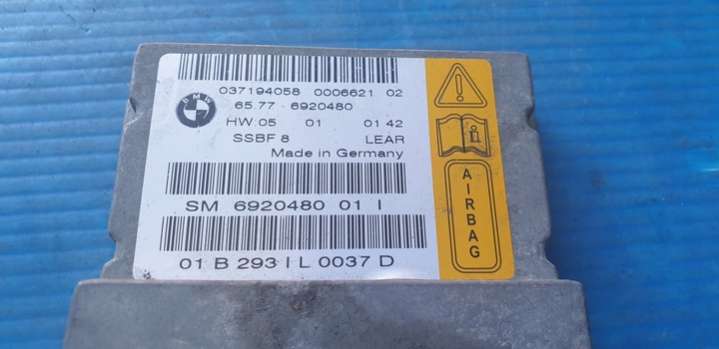 037194058 0006621 02
BMW
65.77 - 6920480
HW:05 01 01 42
SSBF 8 LEAR
Made in Germany
SM 6920480 01 I
01 B 293 I L 0037 D
AIRBAG